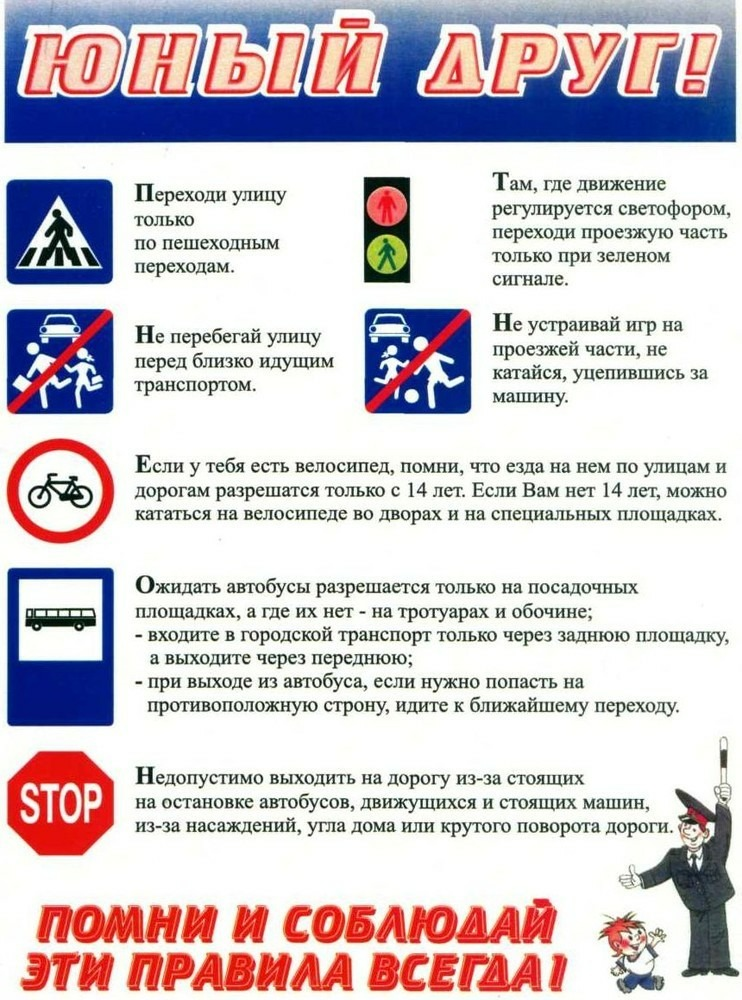 ЮНЫЙ ДРУГ!
Переходи улицу
только
по пешеходным
переходам.
Там, где движение
регулируется светофором,
переходи проезжую часть
только при зеленом
сигнале.
Не перебегай улицу
перед близко идущим
транспортом.
Не устраивай игр на
проезжей части, не
катайся, уцепившись за
машину.
Если у тебя есть велосипед, помни, что езда на нем по улицам и
дорогам разрешатся только с 14 лет. Если Вам нет 14 лет, можно
кататься на велосипеде во дворах и на специальных площадках.
Ожидать автобусы разрешается только на посадочных
площадках, а где их нет - на тротуарах и обочине;
- входите в городской транспорт только через заднюю площадку,
а выходите через переднюю;
- при выходе из автобуса, если нужно попасть на
противоположную строну, идите к ближайшему переходу.
STOP
Недопустимо выходить на дорогу из-за стоящих
на остановке автобусов, движущихся и стоящих машин,
из-за насаждений, угла дома или крутого поворота дороги.
ПОМНИ И СОБЛЮДАЙ
ЭТИ ПРАВИЛА ВСЕГДА!